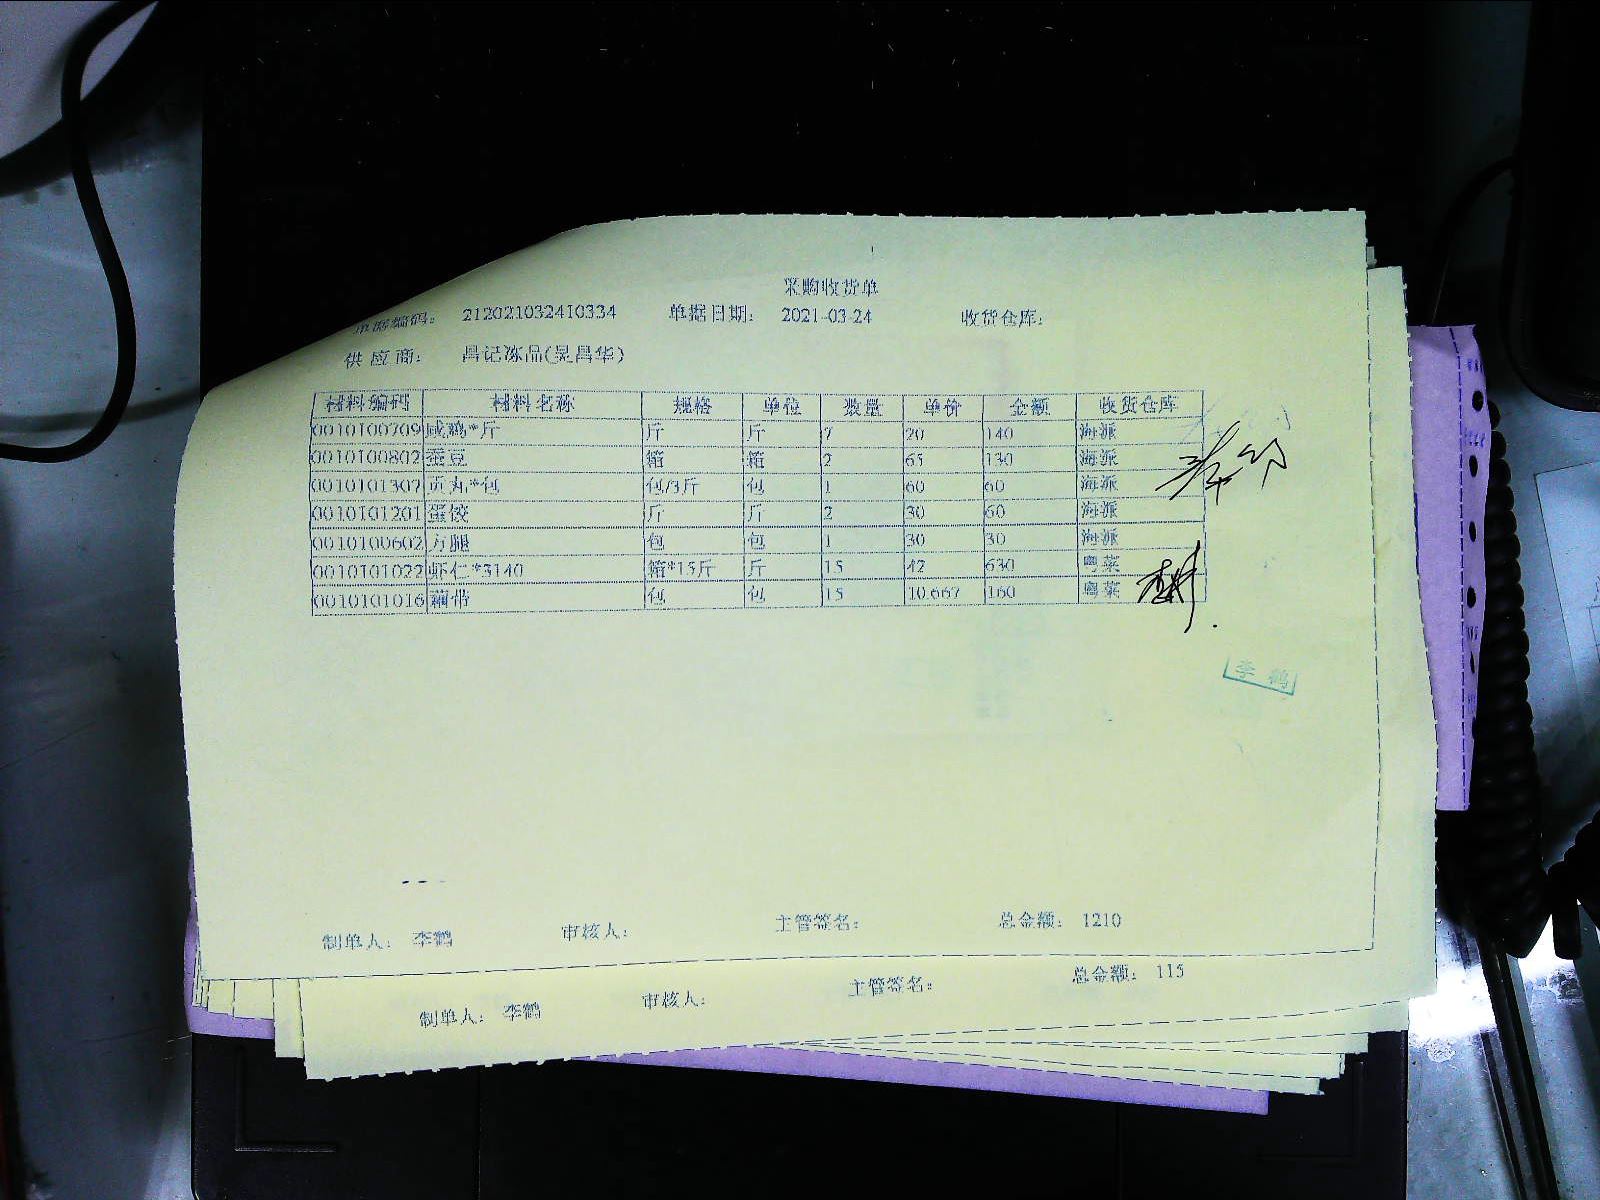 采购收货单
单据编码： 212021032410334 单据日期： 2021-03-24 收货仓库：
供应商： 昌记冻品(吴昌华)
材料编码 材料名称 规格 单位 数量 单价 金额 收货仓库
0010100709 咸鸡*斤 斤 斤 7 20 140 海派
0010100802 蚕豆 箱 箱 2 65 130 海派
0010101307 贡丸*包 包/3斤 包 1 60 60 海派
0010101201 蛋饺 斤 斤 2 30 60 海派
0010100602 方腿 包 包 1 30 30 海派
0010101022 虾仁*3140 箱*15斤 斤 15 42 630 粤菜
0010101016 带 包 包 15 10.667 160 粤菜
李鹤
制单人： 李鹤 审核人： 主管签名： 总金额： 1210
制单人： 李鹤 审核人： 主管签名： 总金额： 115